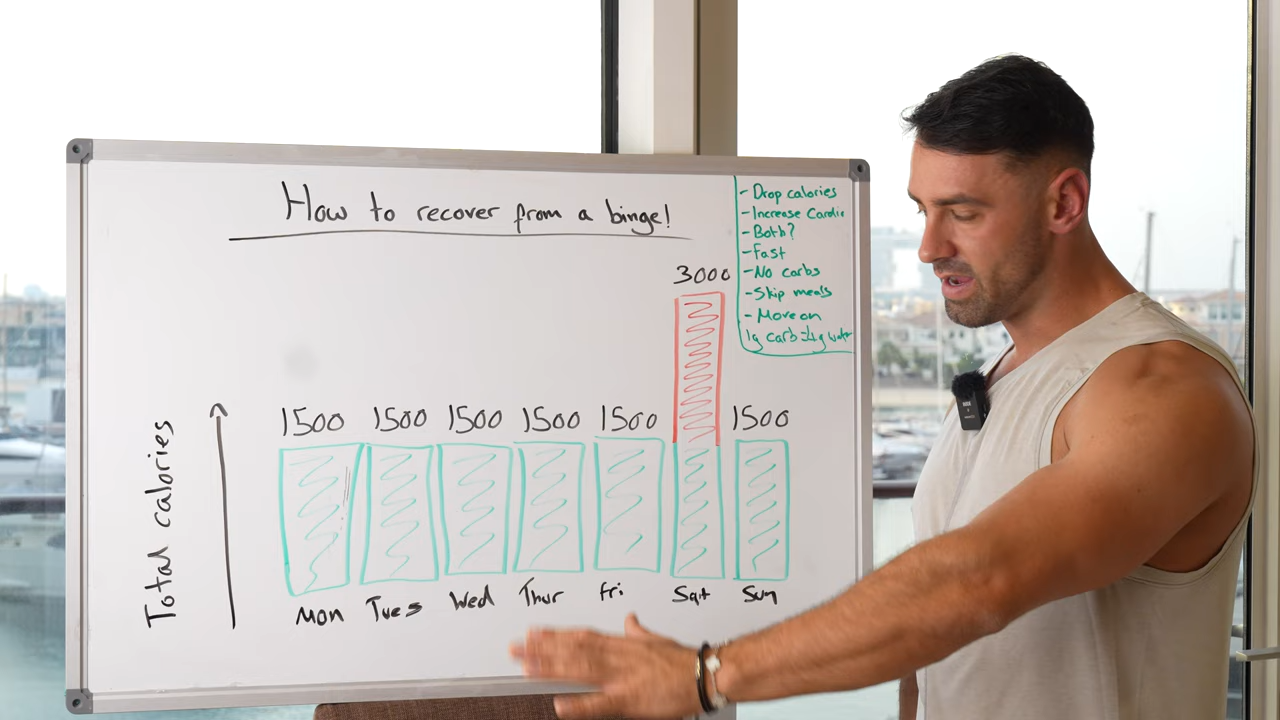 How to recover from a binge!
- Drop calories
- Increase Cardio
- Both?
- Fast
- No carbs
- Skip meals
- Move on
1g carb=4g water
3000
1500 1500 1500 1500 1500 1500
Total calories
Mon Tues Wed Thur fri Sat Sun